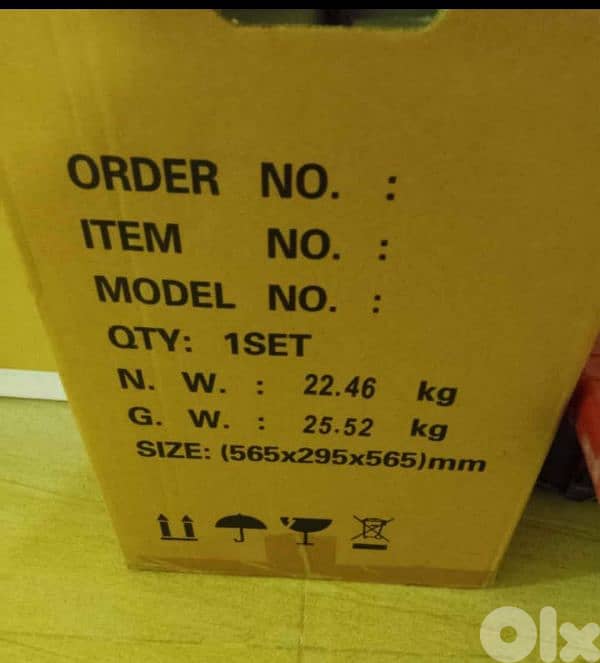 ORDER NO. :
ITEM NO. :
MODEL NO. :
QTY: 1SET
N. W. : 22.46 kg
G. W. : 25.52 kg
SIZE: (565x295x565)mm
Olx